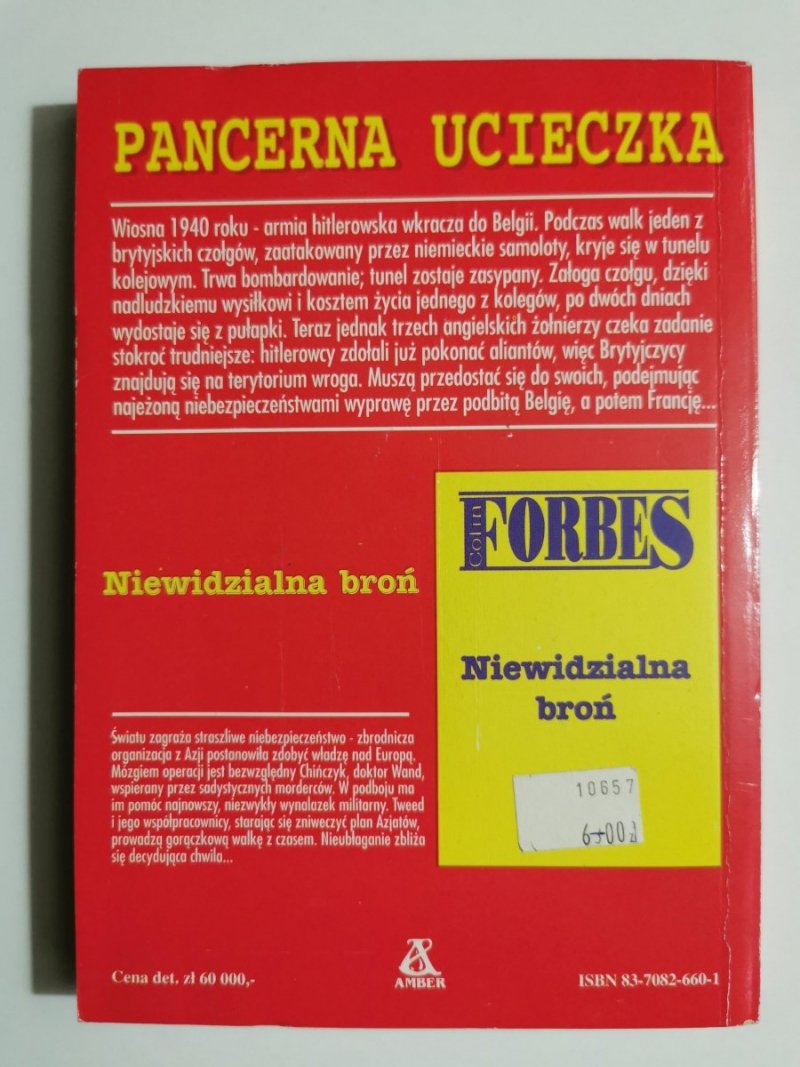 PANCERNA UCIECZKA
Wiosna 1940 roku - armia hitlerowska wkracza do Belgii. Podczas walk jeden z
brytyjskich czołgów, zaatakowany przez niemieckie samoloty, kryje się w tunelu
kolejowym. Trwa bombardowanie; tunel zostaje zasypany. Załoga czołgu, dzięki
nadludzkiemu wysiłkowi i kosztem życia jednego z kolegów, po dwóch dniach
wydostaje się z pułapki. Teraz jednak trzech angielskich żołnierzy czeka zadanie
stokroć trudniejsze: hitlerowcy zdołali już pokonać aliantów, więc Brytyjczycy
znajdują się na terytorium wroga. Muszą przedostać się do swoich, podejmując
najeżoną niebezpieczeństwami wyprawę przez podbitą Belgię, a potem Francję...
Niewidzialna broń
Światu zagraża straszliwe niebezpieczeństwo - zbrodnicza
organizacja z Azji postanowiła zdobyć władzę nad Europą.
Mózgiem operacji jest bezwzględny Chińczyk, doktor Wand,
wspierany przez sadystycznych morderców. W podboju ma
im pomóc najnowszy, niezwykły wynalazek militarny. Tweed
i jego współpracownicy, starając się zniweczyć plan Azjatów,
prowadzą gorączkową walkę z czasem. Nieubłaganie zbliża
się decydująca chwila...
Colin
FORBES
Niewidzialna
broń
10657
6-00zł
Cena det. zł 60 000,-
AMBER
ISBN 83-7082-660-1